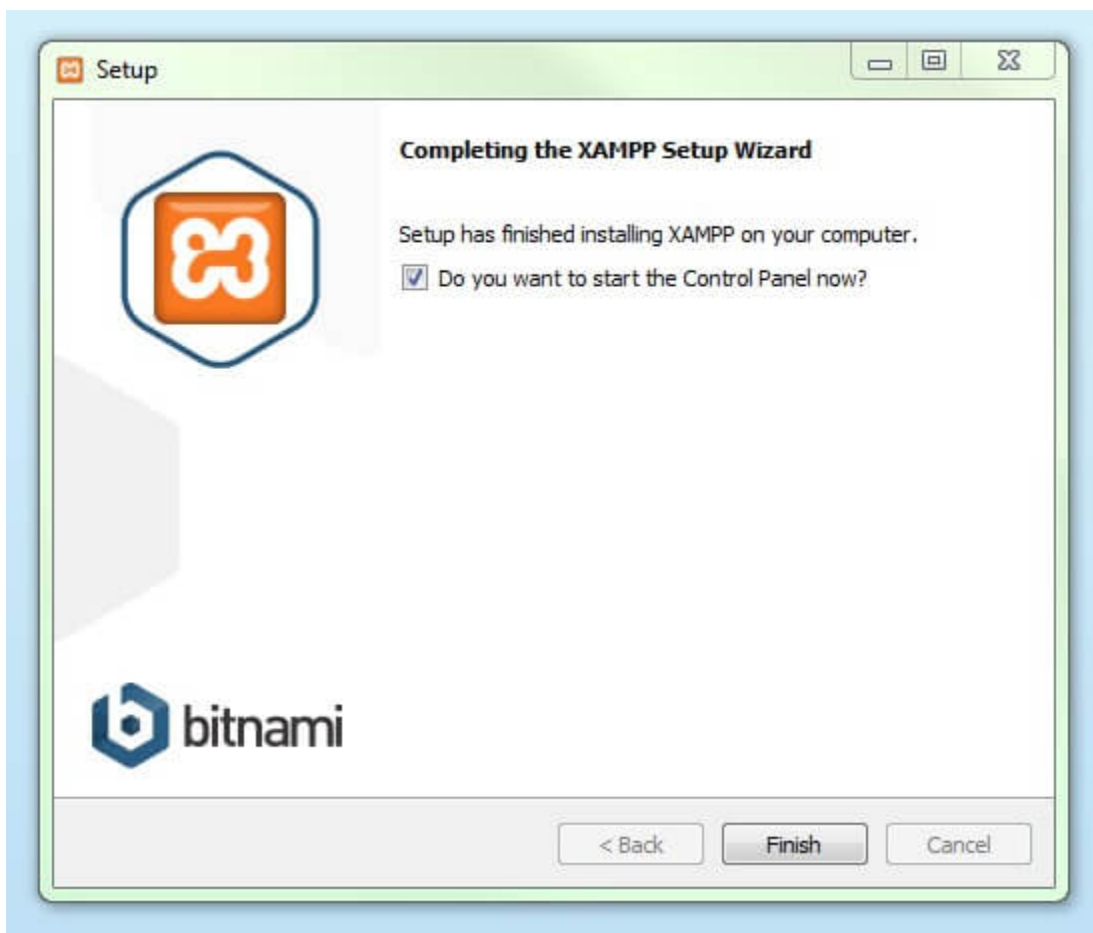 Setup
Completing the XAMPP Setup Wizard
Setup has finished installing XAMPP on your computer.
Do you want to start the Control Panel now?
bitnami
< Back
Finish
Cancel